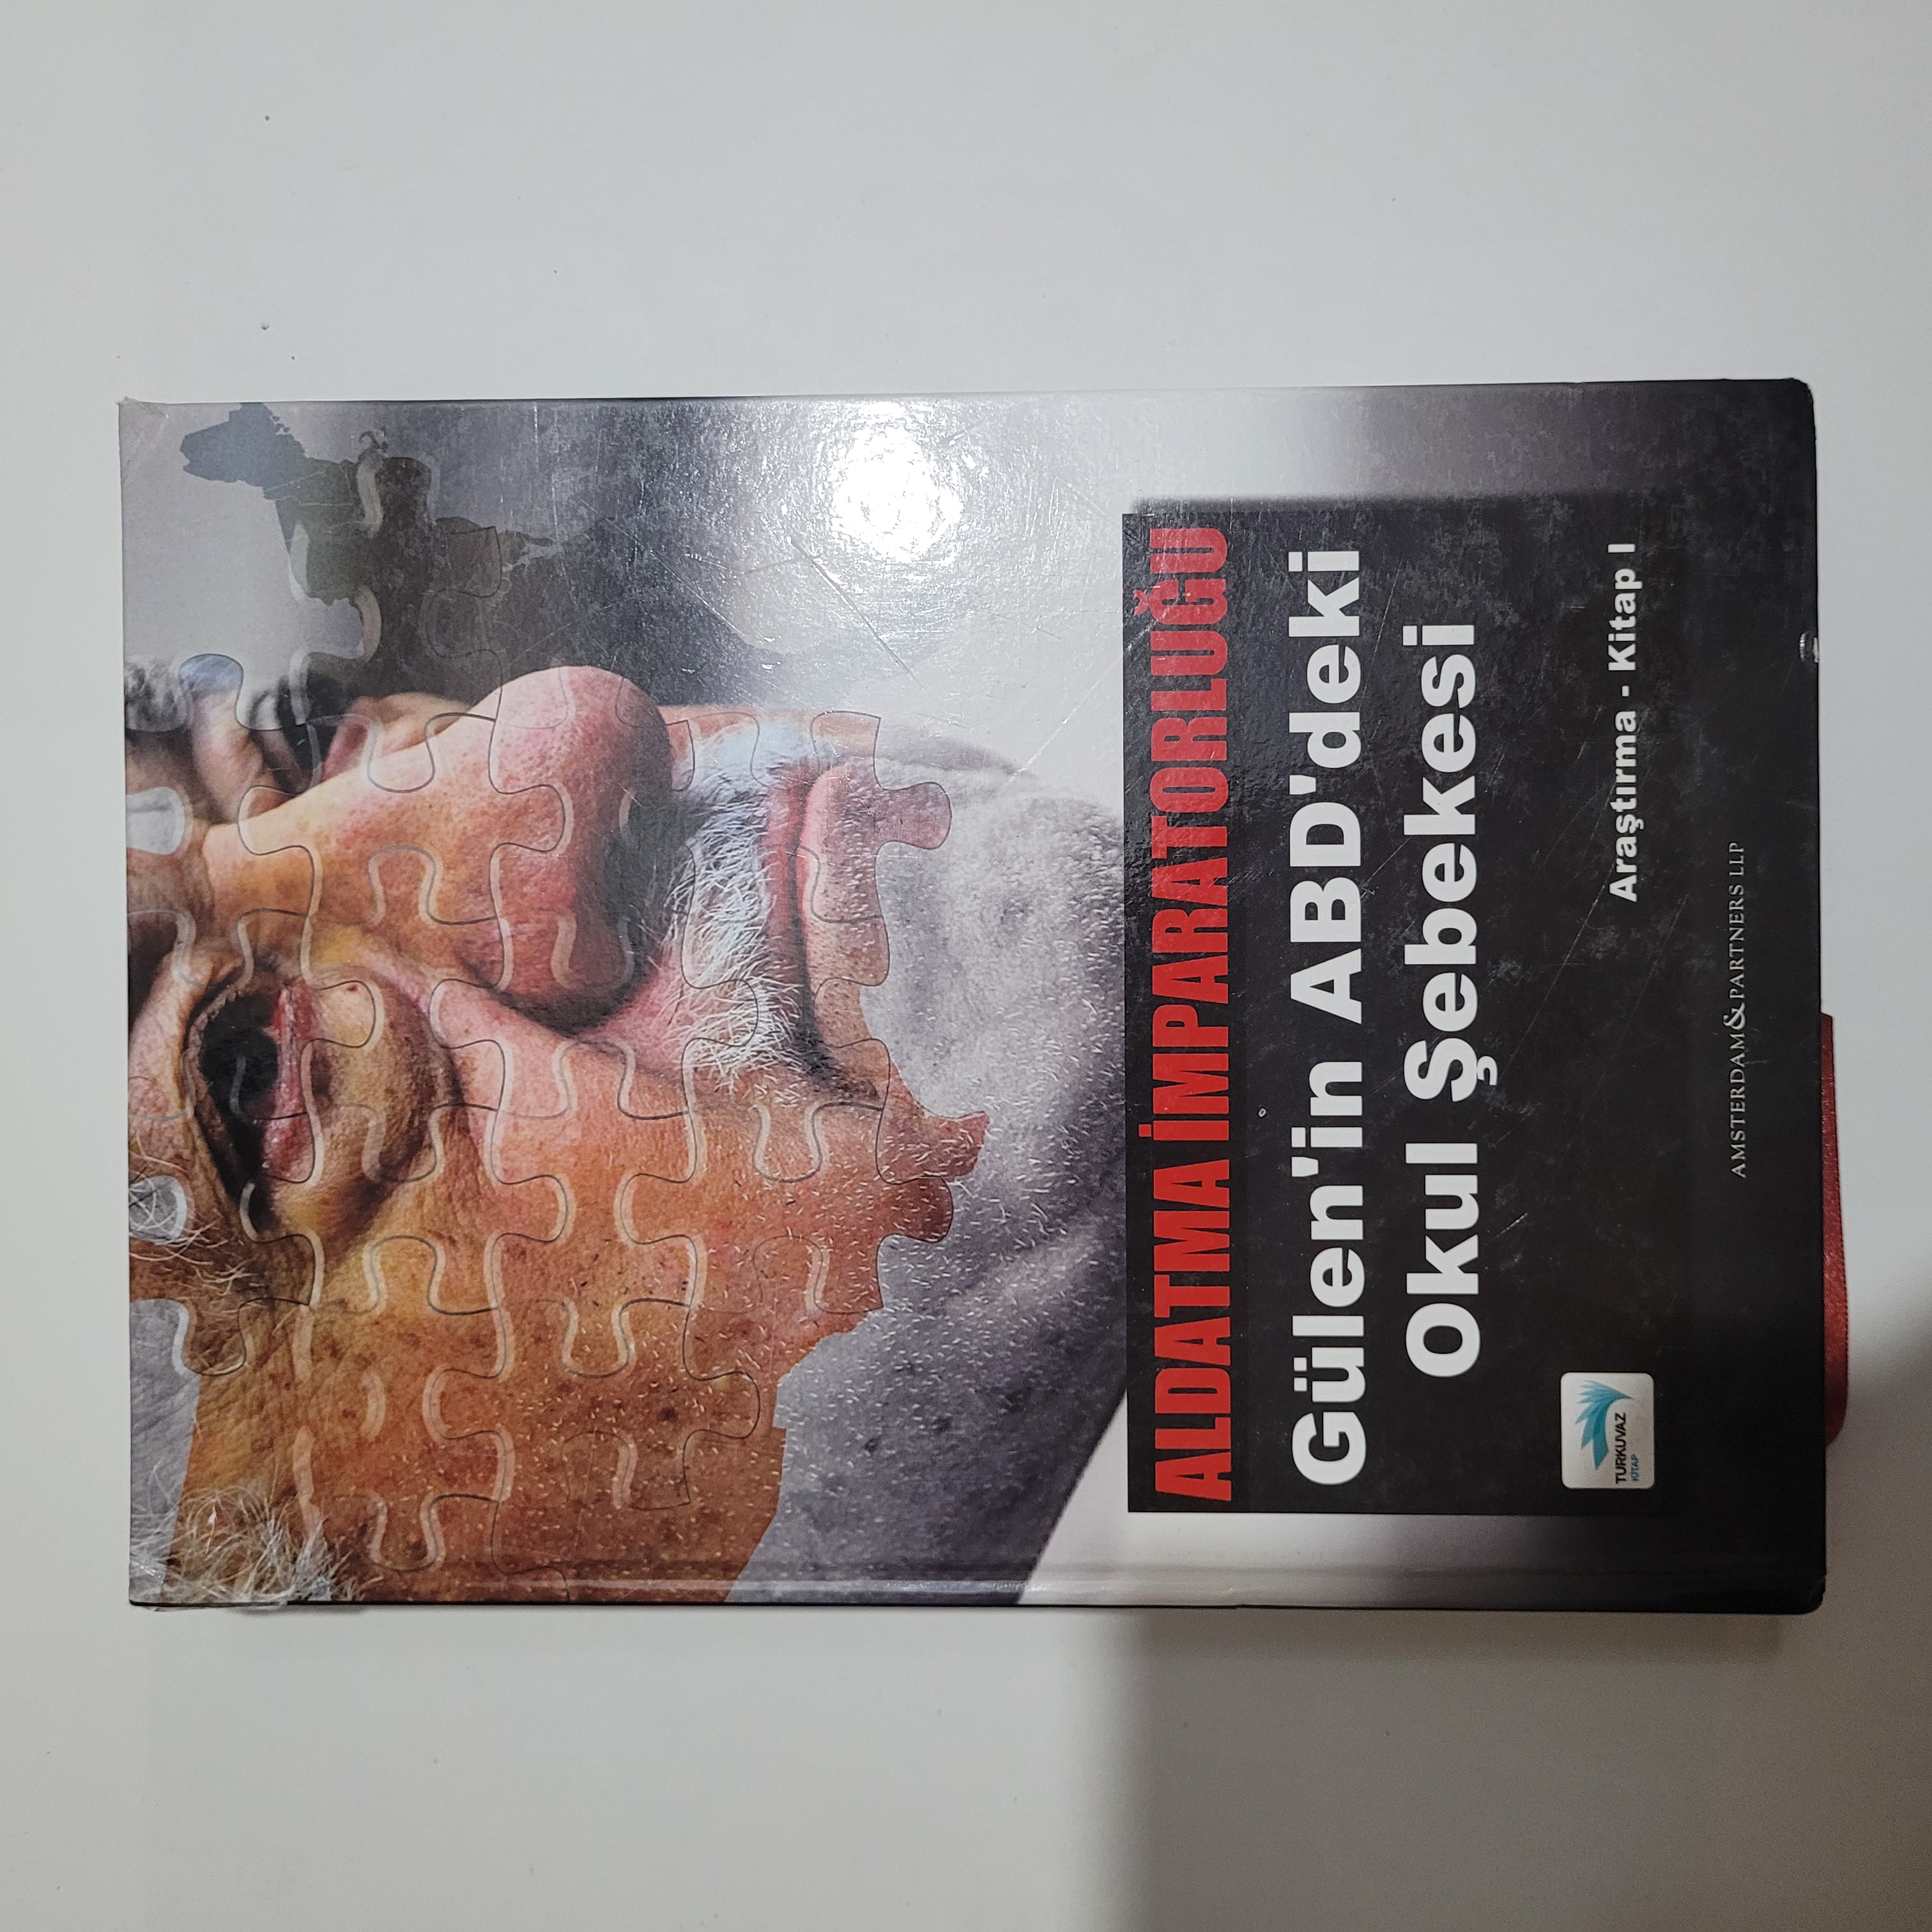 ALDATMA İMPARATORLUĞU
Gülen'in ABD'deki
Okul Şebekesi
TURKUVAZ
KİTAP
Araştırma - Kitap I
AMSTERDAM&PARTNERS LLP